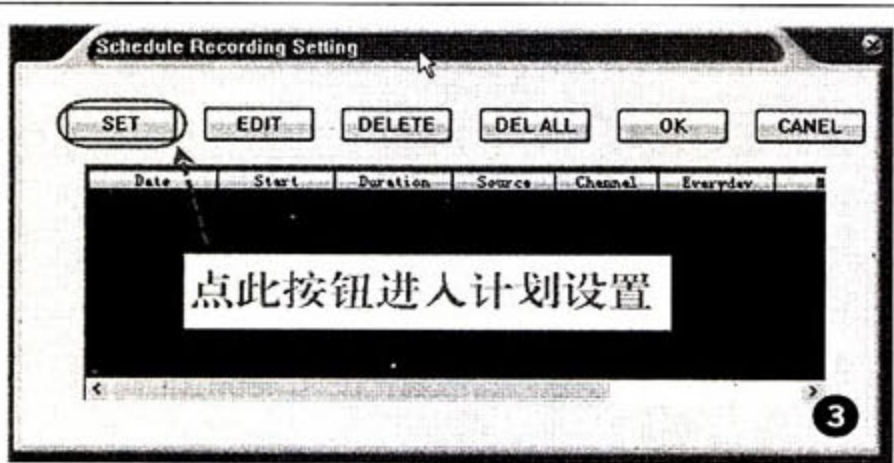 Schedule Recording Setting
SET EDIT DELETE DEL ALL OK CANEL
Date Start Duration Source Channel Everyday
点此按钮进入计划设置
3